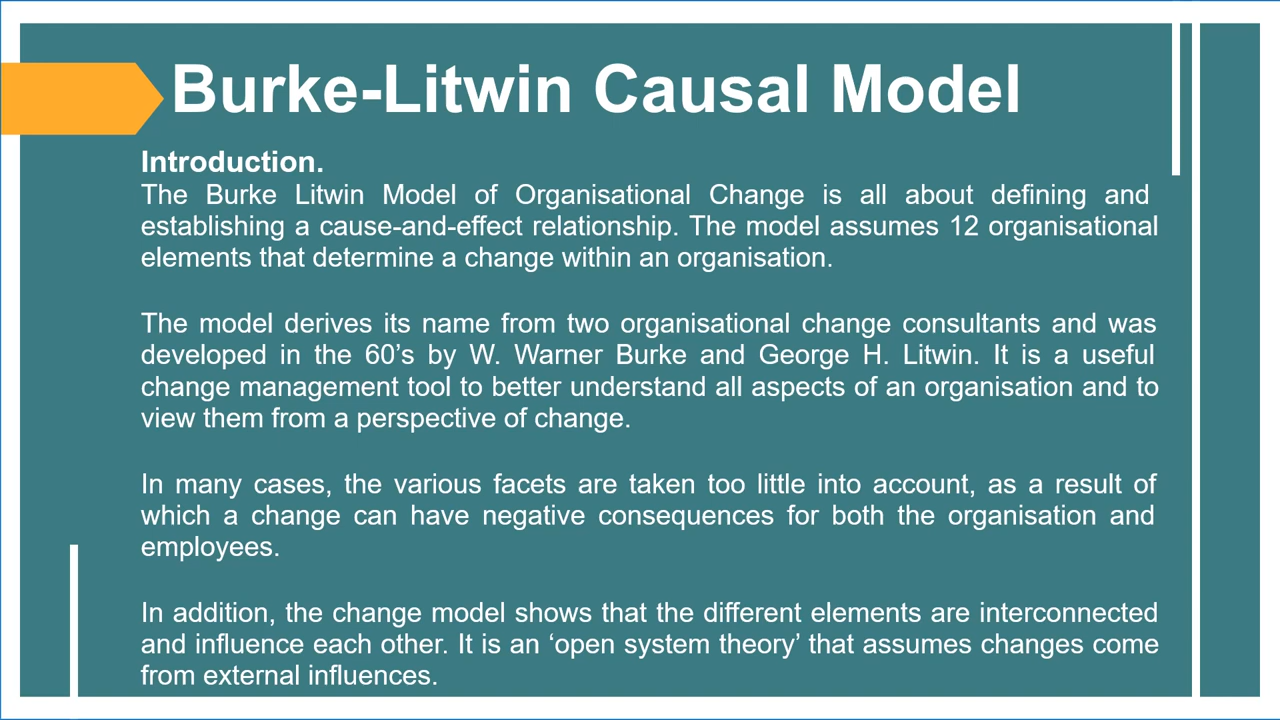 Burke-Litwin Causal Model
Introduction.
The Burke Litwin Model of Organisational Change is all about defining and
establishing a cause-and-effect relationship. The model assumes 12 organisational
elements that determine a change within an organisation.
The model derives its name from two organisational change consultants and was
developed in the 60’s by W. Warner Burke and George H. Litwin. It is a useful
change management tool to better understand all aspects of an organisation and to
view them from a perspective of change.
In many cases, the various facets are taken too little into account, as a result of
which a change can have negative consequences for both the organisation and
employees.
In addition, the change model shows that the different elements are interconnected
and influence each other. It is an ‘open system theory’ that assumes changes come
from external influences.